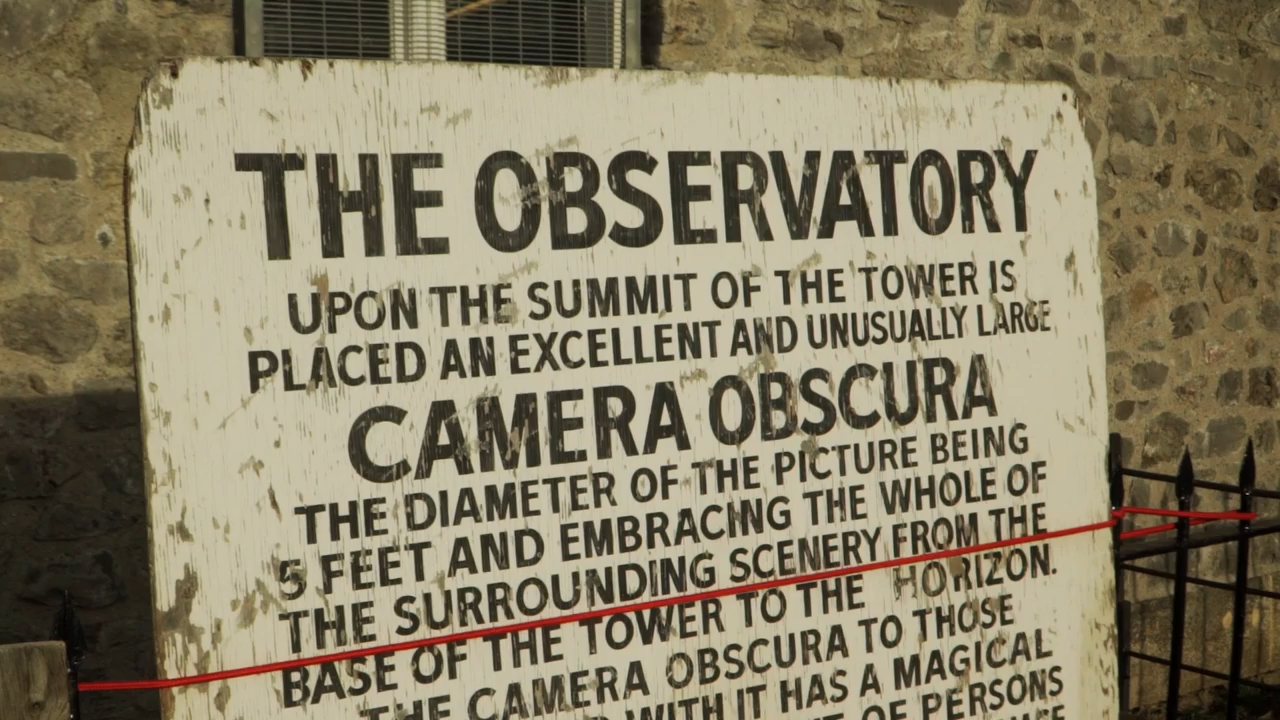 THE OBSERVATORY
UPON THE SUMMIT OF THE TOWER IS
PLACED AN EXCELLENT AND UNUSUALLY LARGE
CAMERA OBSCURA
THE DIAMETER OF THE PICTURE BEING
5 FEET AND EMBRACING THE WHOLE OF
THE SURROUNDING SCENERY FROM THE
BASE OF THE TOWER TO THE HORIZON.
THE CAMERA OBSCURA TO THOSE
WITH IT HAS A MAGICAL
OF PERSONS